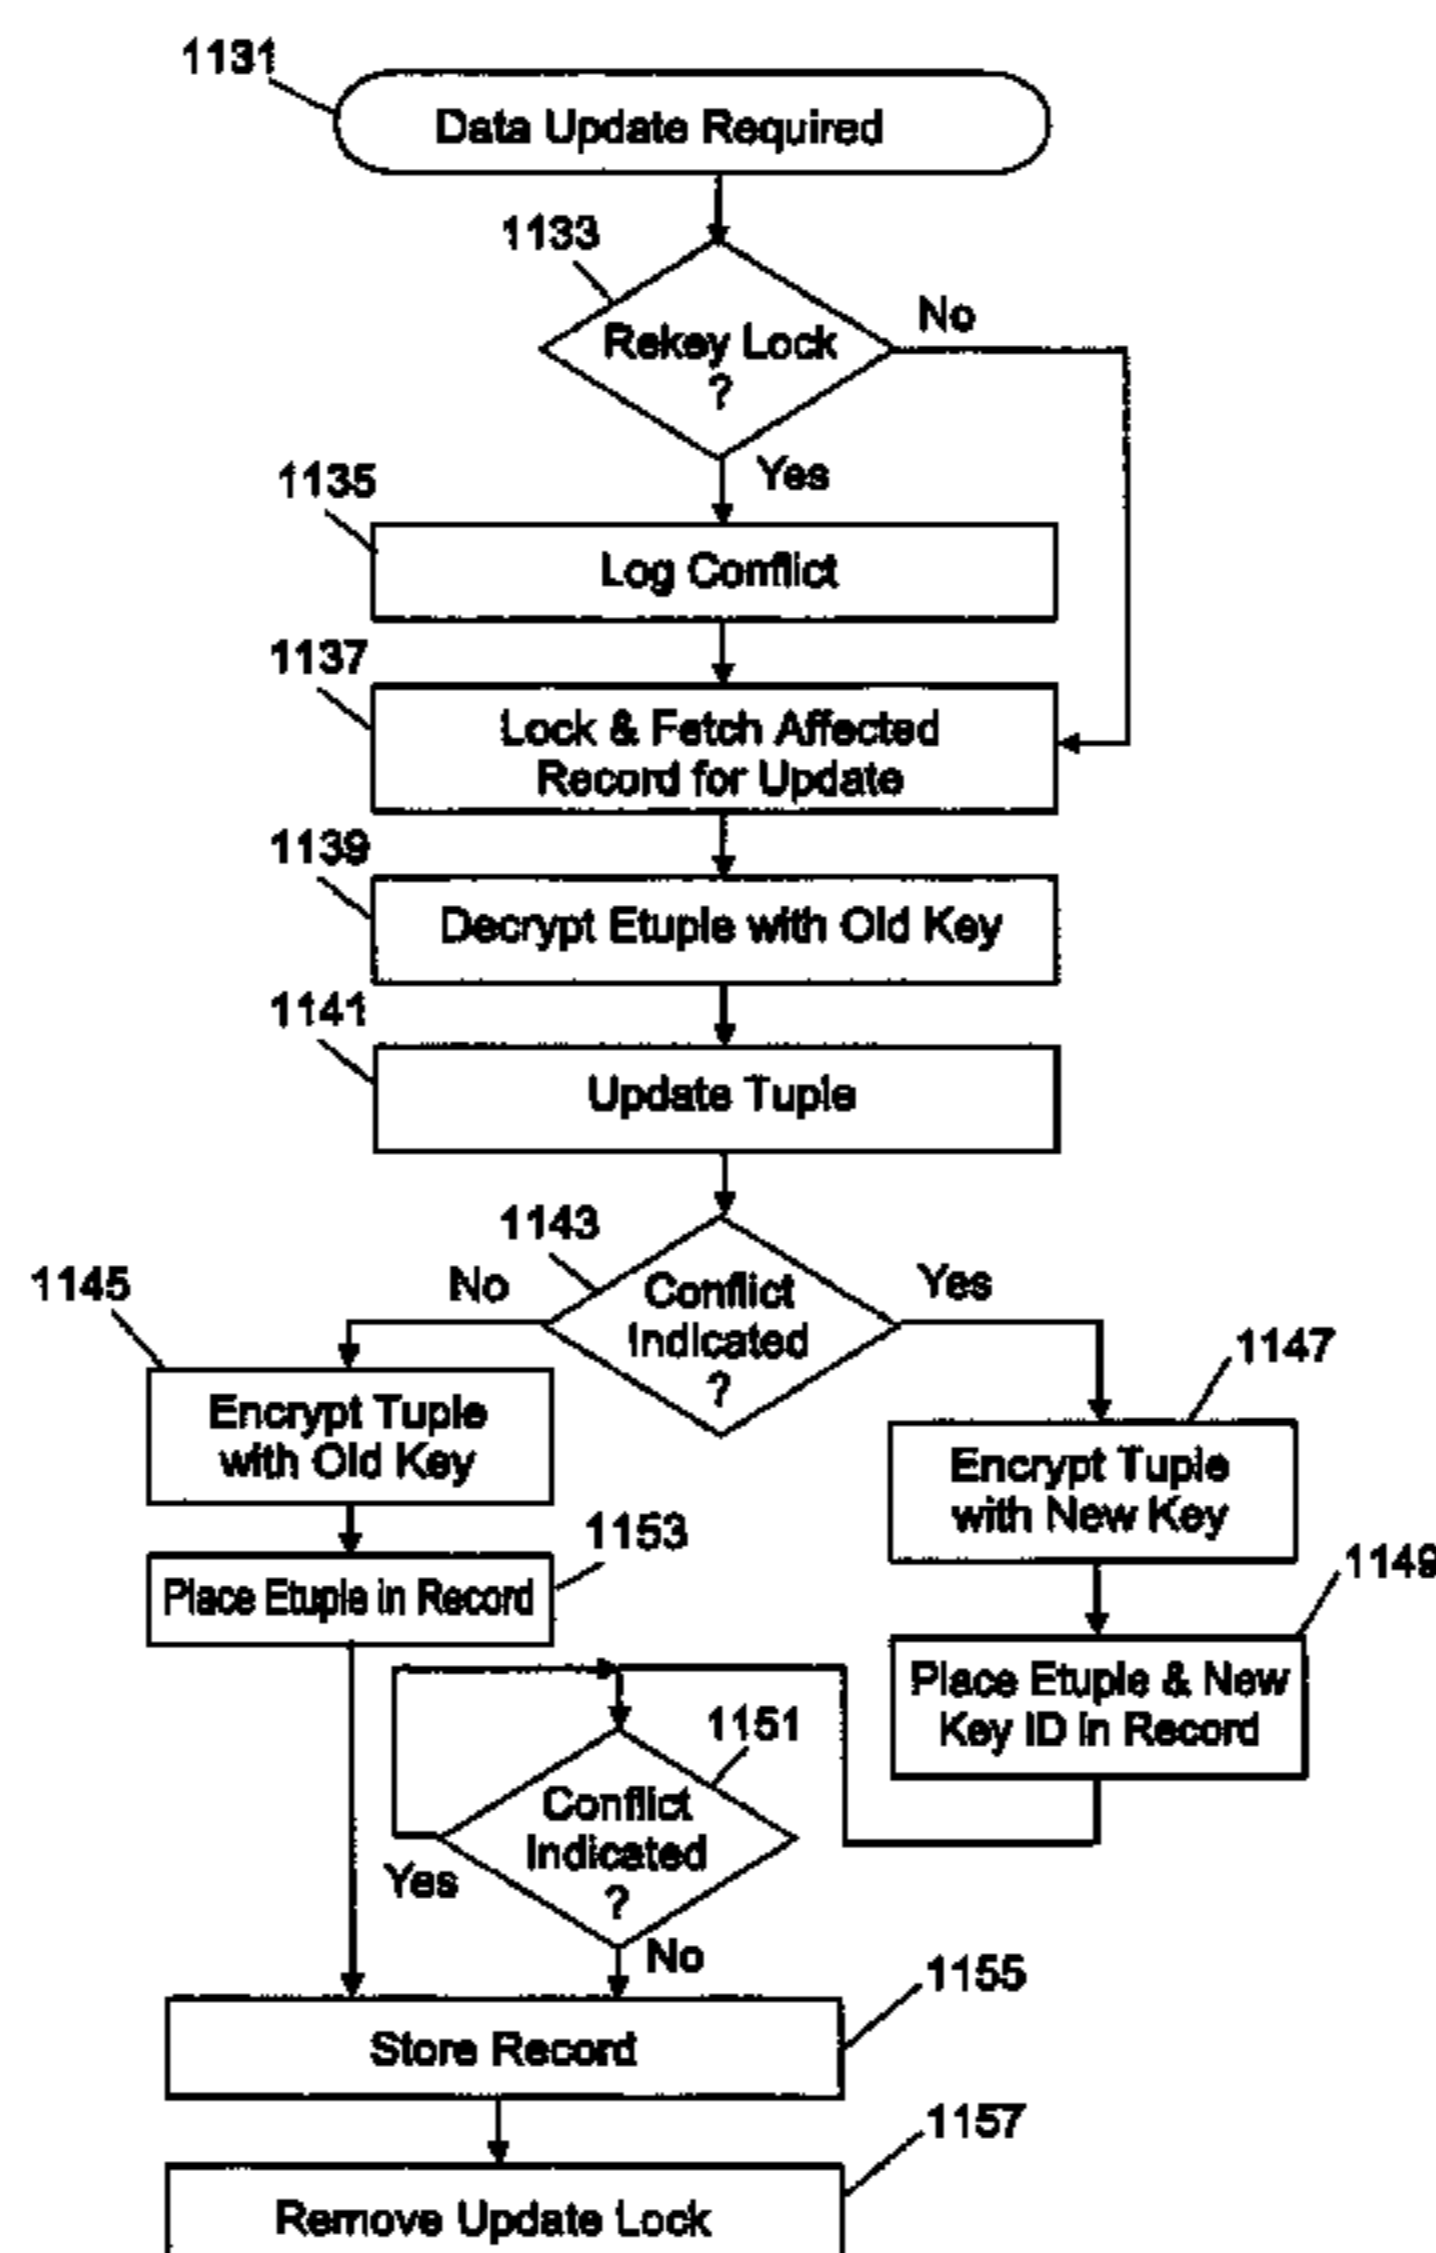 1131
Data Update Required
1133
No
Rekey Lock
?
Yes
1135
Log Conflict
1137
Lock & Fetch Affected
Record for Update
1139
Decrypt Etuple with Old Key
1141
Update Tuple
1143
No
Yes
Conflict
Indicated
?
1145
1147
Encrypt Tuple
with Old Key
Encrypt Tuple
with New Key
1153
Place Etuple in Record
1149
Place Etuple & New
Key ID in Record
1151
Conflict
Indicated
?
Yes
No
1155
Store Record
1157
Remove Update Lock